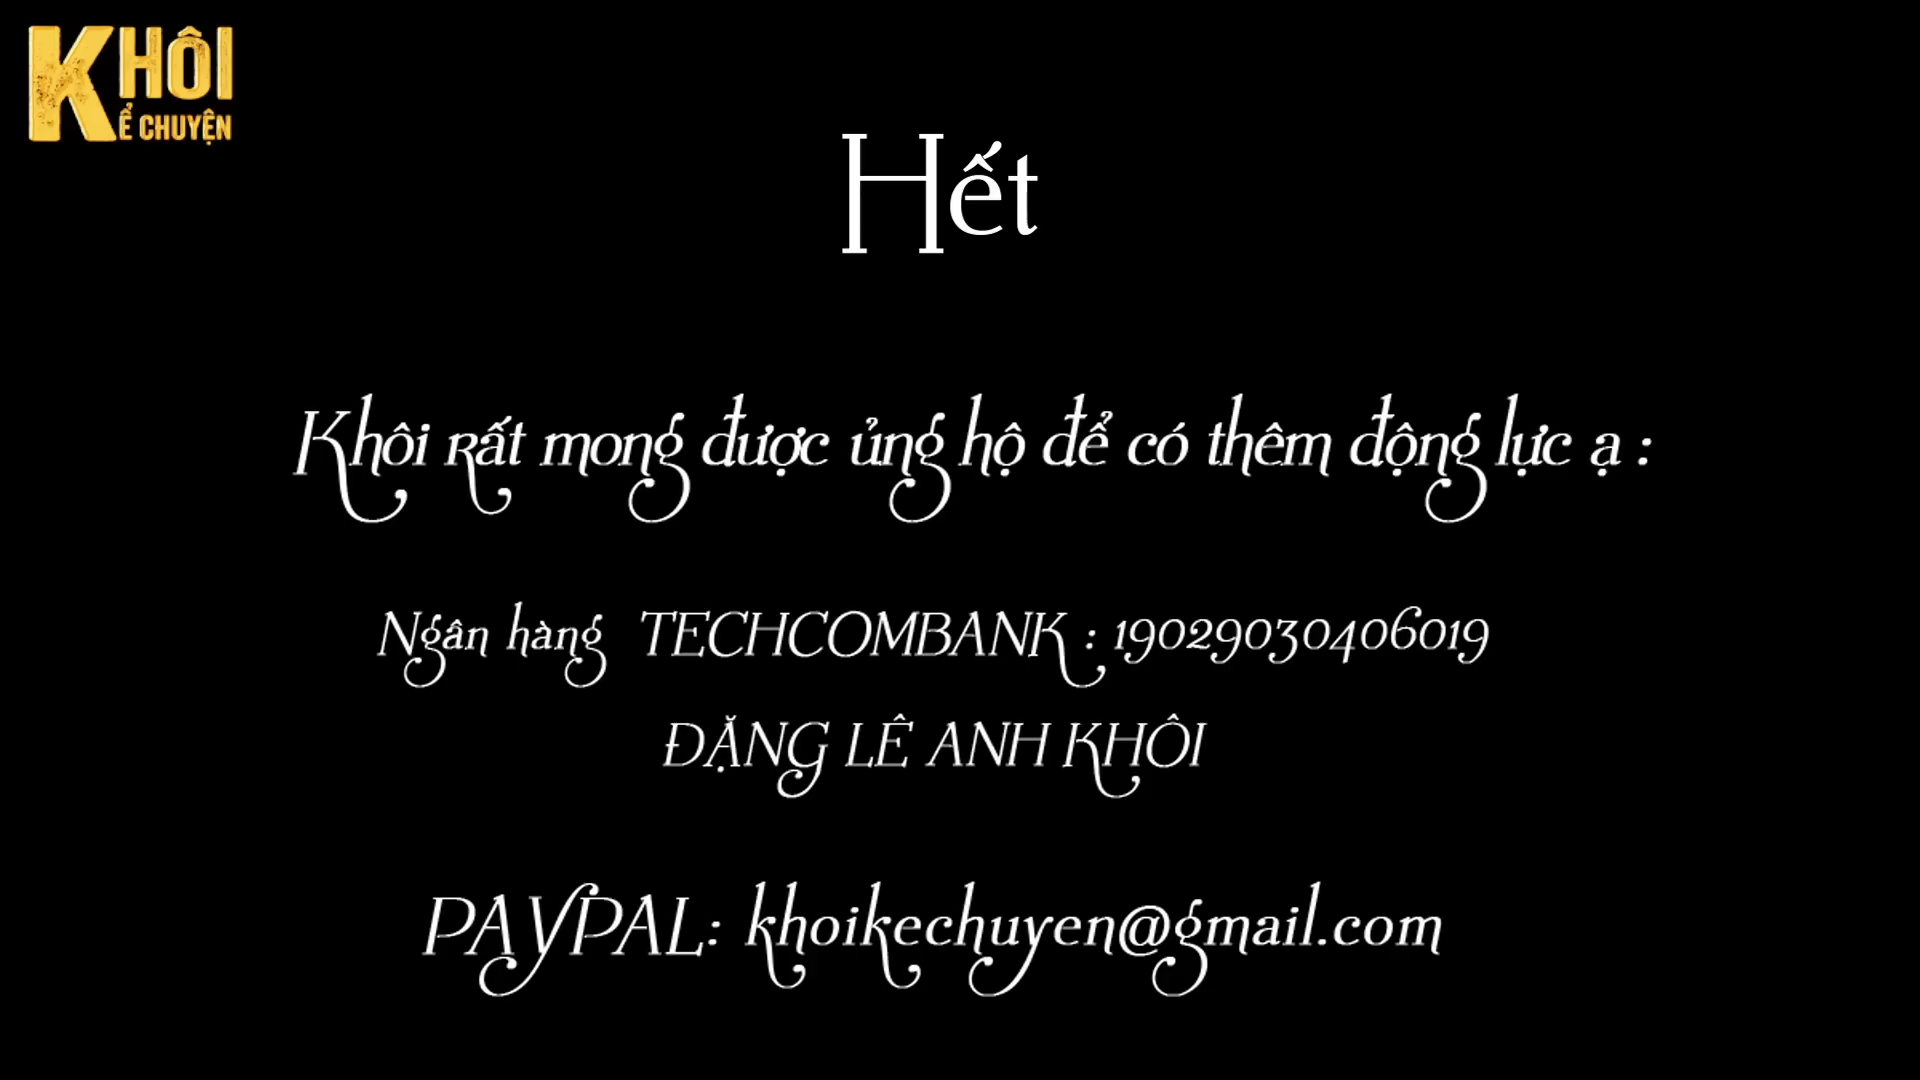 KHÔI
KỂ CHUYỆN
Hết
Khôi rất mong được ủng hộ để có thêm động lực ạ :
Ngân hàng TECHCOMBANK : 19029030406019
ĐẶNG LÊ ANH KHÔI
PAYPAL: khoikechuyen@gmail.com